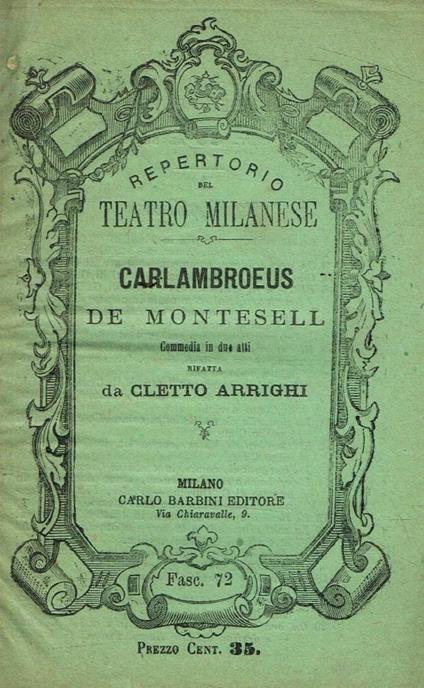 REPERTORIO
DEL
TEATRO MILANESE
CARLAMBROEUS
DE MONTESELL
Commedia in due atti
RIFATTA
da CLETTO ARRIGHI
MILANO
CARLO BARBINI EDITORE
Via Chiaravalle, 9.
Fasc. 72
PREZZO CENT. 35.